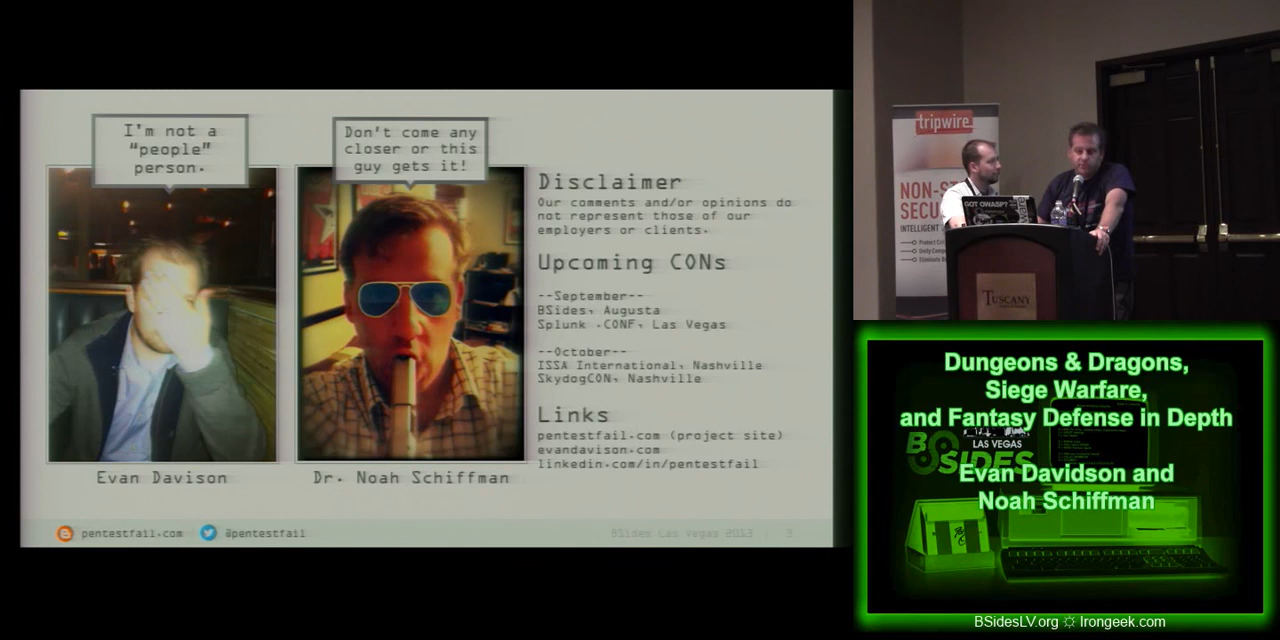 I'm not a
"people"
person.
Don't come any
closer or this
guy gets it!
Disclaimer
Our comments and/or opinions do
not represent those of our
employers or clients.
Upcoming CONs
--September--
BSides, Augusta
Splunk .CONF, Las Vegas
--October--
ISSA International, Nashville
SkydogCON, Nashville
Links
pentestfail.com (project site)
evandavison.com
linkedin.com/in/pentestfail
Evan Davison
Dr. Noah Schiffman
pentestfail.com
@pentestfail
BSides Las Vegas 2013 | 3
tripwire
NON-S
SECU
INTELLIGENT
GOT OWASP?
TUSCANY
Dungeons & Dragons,
Siege Warfare,
and Fantasy Defense in Depth
BSIDES
LAS VEGAS
Evan Davidson and
Noah Schiffman
BSidesLV.org ☼ Irongeek.com